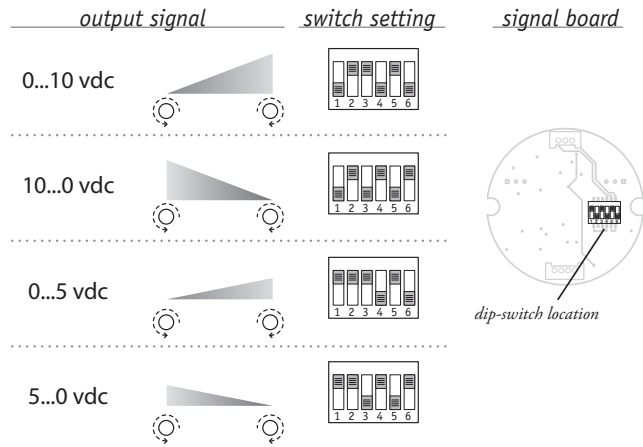 output signal switch setting signal board
0...10 vdc
1 2 3 4 5 6
10...0 vdc
1 2 3 4 5 6
0...5 vdc
1 2 3 4 5 6
dip-switch location
5...0 vdc
1 2 3 4 5 6